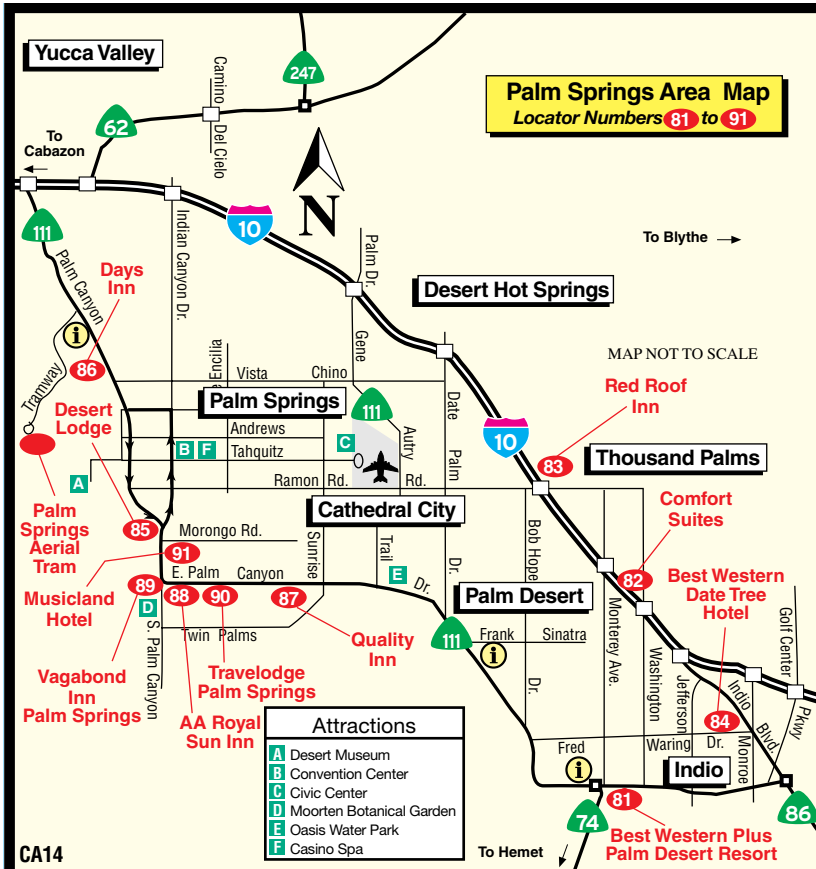 Yucca Valley
247
Camino
Del Cielo
Palm Springs Area Map
Locator Numbers 81 to 91
62
To
Cabazon
N
10
111
Indian Canyon Dr.
Palm Canyon
Palm Dr.
To Blythe
Days
Inn
Desert Hot Springs
i
86
Gene
Autry
Tramway
Encilia
Vista
Chino
MAP NOT TO SCALE
Red Roof
Inn
Palm Springs
111
Date
Palm
Dr.
Desert
Lodge
Andrews
10
B
F
C
Tahquitz
83
Thousand Palms
A
Ramon Rd.
Rd.
Palm
Springs
Aerial
Tram
Cathedral City
Comfort
Suites
85
Morongo Rd.
Sunrise
Trail
Bob Hope
Dr.
91
E. Palm
Canyon
Dr.
E
82
Best Western
Date Tree
Hotel
Musicland
Hotel
89
88
90
87
Palm Desert
Monterey Ave.
Golf Center
Pkwy
D
Twin Palms
S. Palm Canyon
Quality
Inn
111
Frank
Sinatra
i
Washington
Jefferson
Indio
Blvd.
Vagabond
Inn
Palm Springs
Travelodge
Palm Springs
AA Royal
Sun Inn
84
Fred
Waring
Dr.
Monroe
i
Indio
Attractions
A Desert Museum
B Convention Center
C Civic Center
D Moorten Botanical Garden
E Oasis Water Park
F Casino Spa
81
74
86
Best Western Plus
Palm Desert Resort
To Hemet
CA14